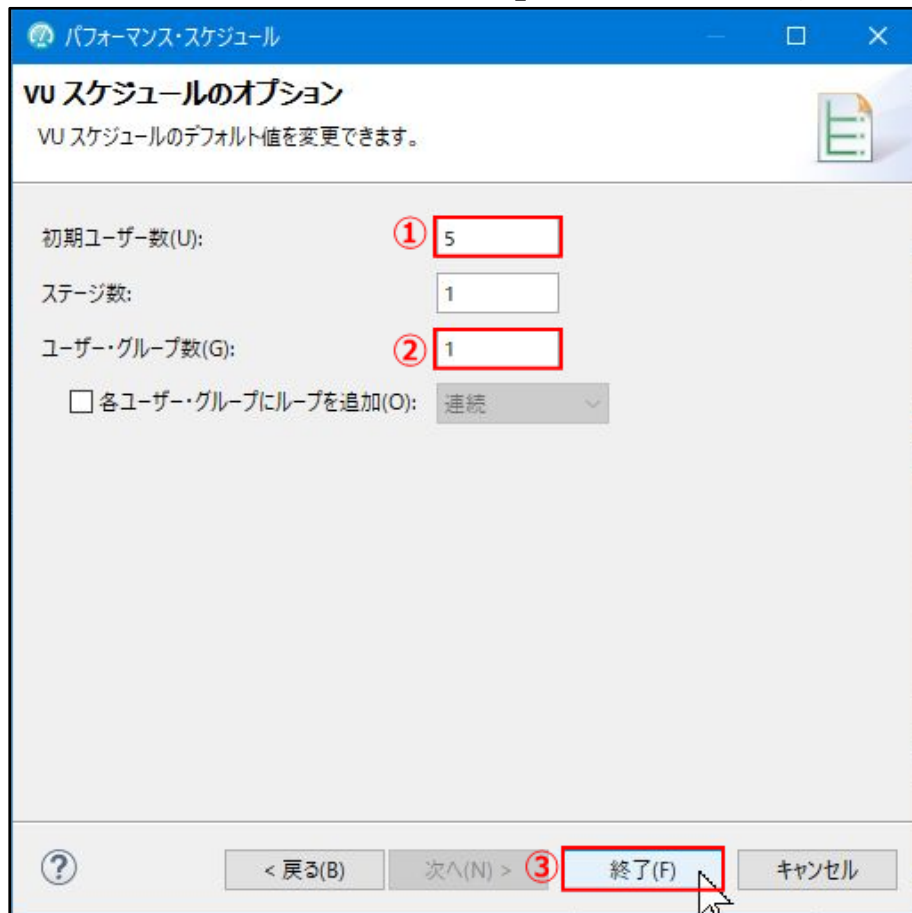 パフォーマンス・スケジュール
VU スケジュールのオプション
VU スケジュールのデフォルト値を変更できます。
初期ユーザー数(U): ① 5
ステージ数: 1
ユーザー・グループ数(G): ② 1
各ユーザー・グループにループを追加(O): 連続
? < 戻る(B) 次へ(N) > ③ 終了(F) キャンセル